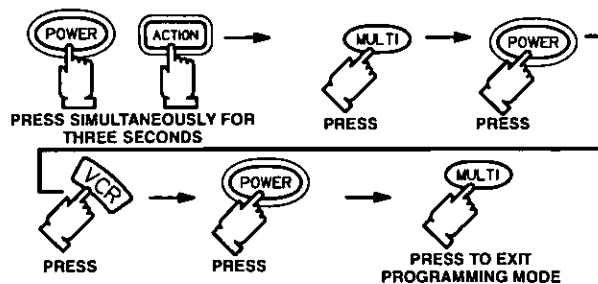 POWER ACTION MULTI POWER
PRESS SIMULTANEOUSLY FOR
THREE SECONDS
PRESS PRESS
VCR POWER MULTI
PRESS PRESS PRESS TO EXIT
PROGRAMMING MODE